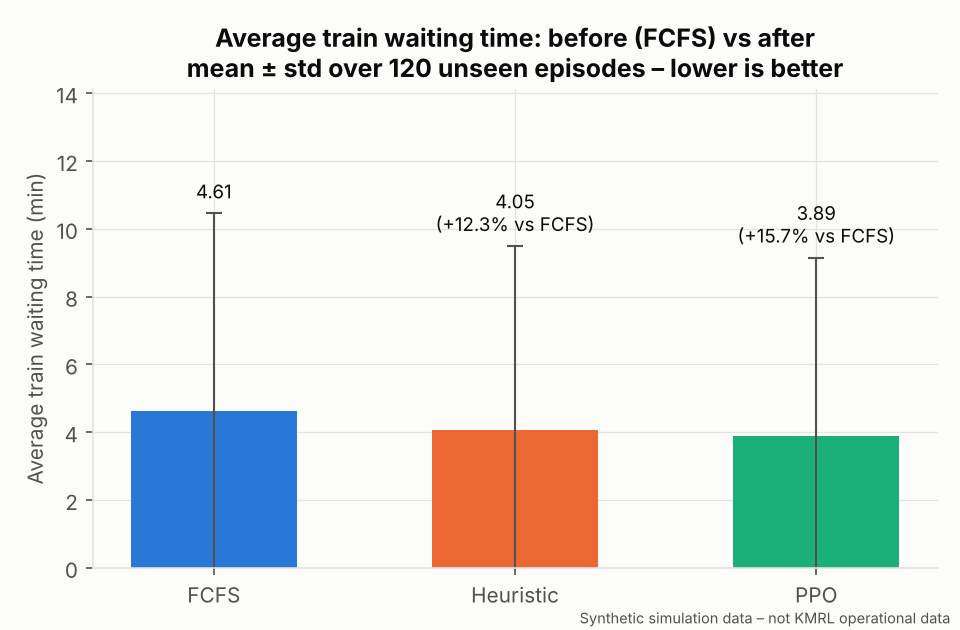 Average train waiting time: before (FCFS) vs after
mean ± std over 120 unseen episodes – lower is better
Average train waiting time (min)
14
12
10
8
6
4
2
0
4.61
4.05
(+12.3% vs FCFS)
3.89
(+15.7% vs FCFS)
FCFS
Heuristic
PPO
Synthetic simulation data – not KMRL operational data